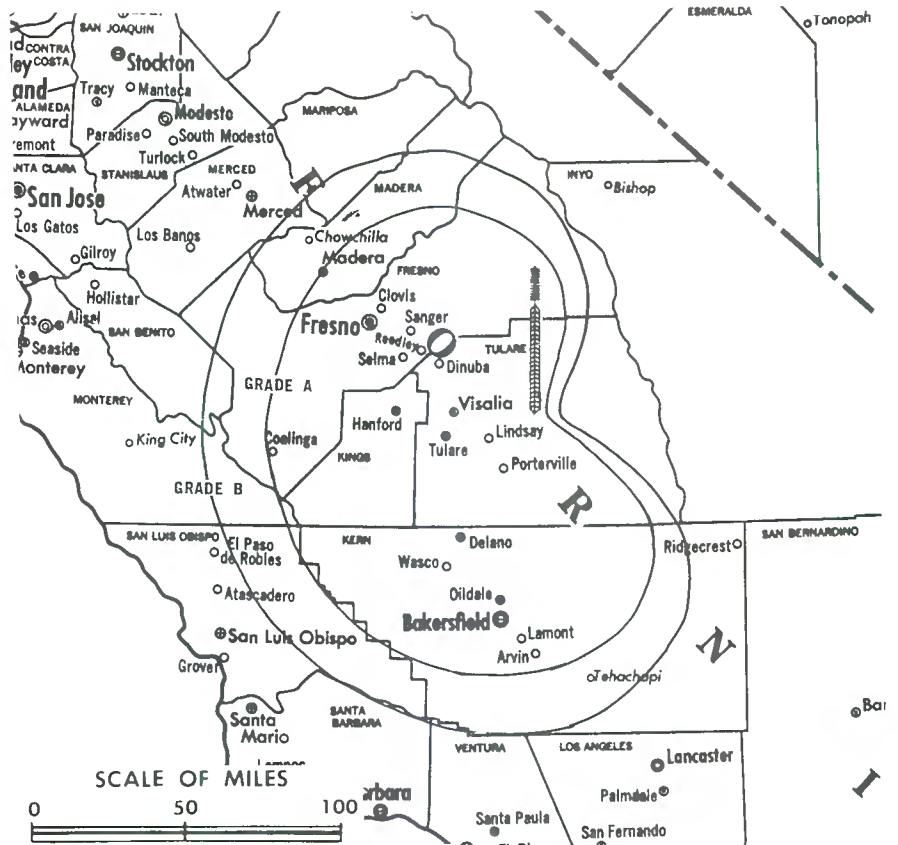 SAN JOAQUIN
ESMERALDA
Tonopah
CONTRA
COSTA
Stockton
Tracy
Manteca
ALAMEDA
Modesto
MARIPOSA
Paradise
South Modesto
Turlock
STANISLAUS
MERCED
INYO
Atwater
MADERA
Bishop
San Jose
Merced
Los Gatos
Los Banos
Chowchilla
Gilroy
Madera
FRESNO
Hollistar
Clovis
Alisal
SAN BENITO
Fresno
Sanger
Reedley
Seaside
Selma
TULARE
Monterey
Dinuba
GRADE A
MONTEREY
Visalia
Hanford
King City
Coalinga
Tulare
Lindsay
KINGS
Porterville
GRADE B
R
SAN LUIS OBISPO
El Paso
de Robles
KERN
Delano
Ridgecrest
SAN BERNARDINO
Wasco
Atascadero
Oildale
Bakersfield
San Luis Obispo
Lamont
N
Grover
Arvin
Tehachapi
SANTA
BARBARA
Santa
Mario
VENTURA
LOS ANGELES
Lancaster
SCALE OF MILES
0 50 100
Palmdale
I
Santa Paula
San Fernando